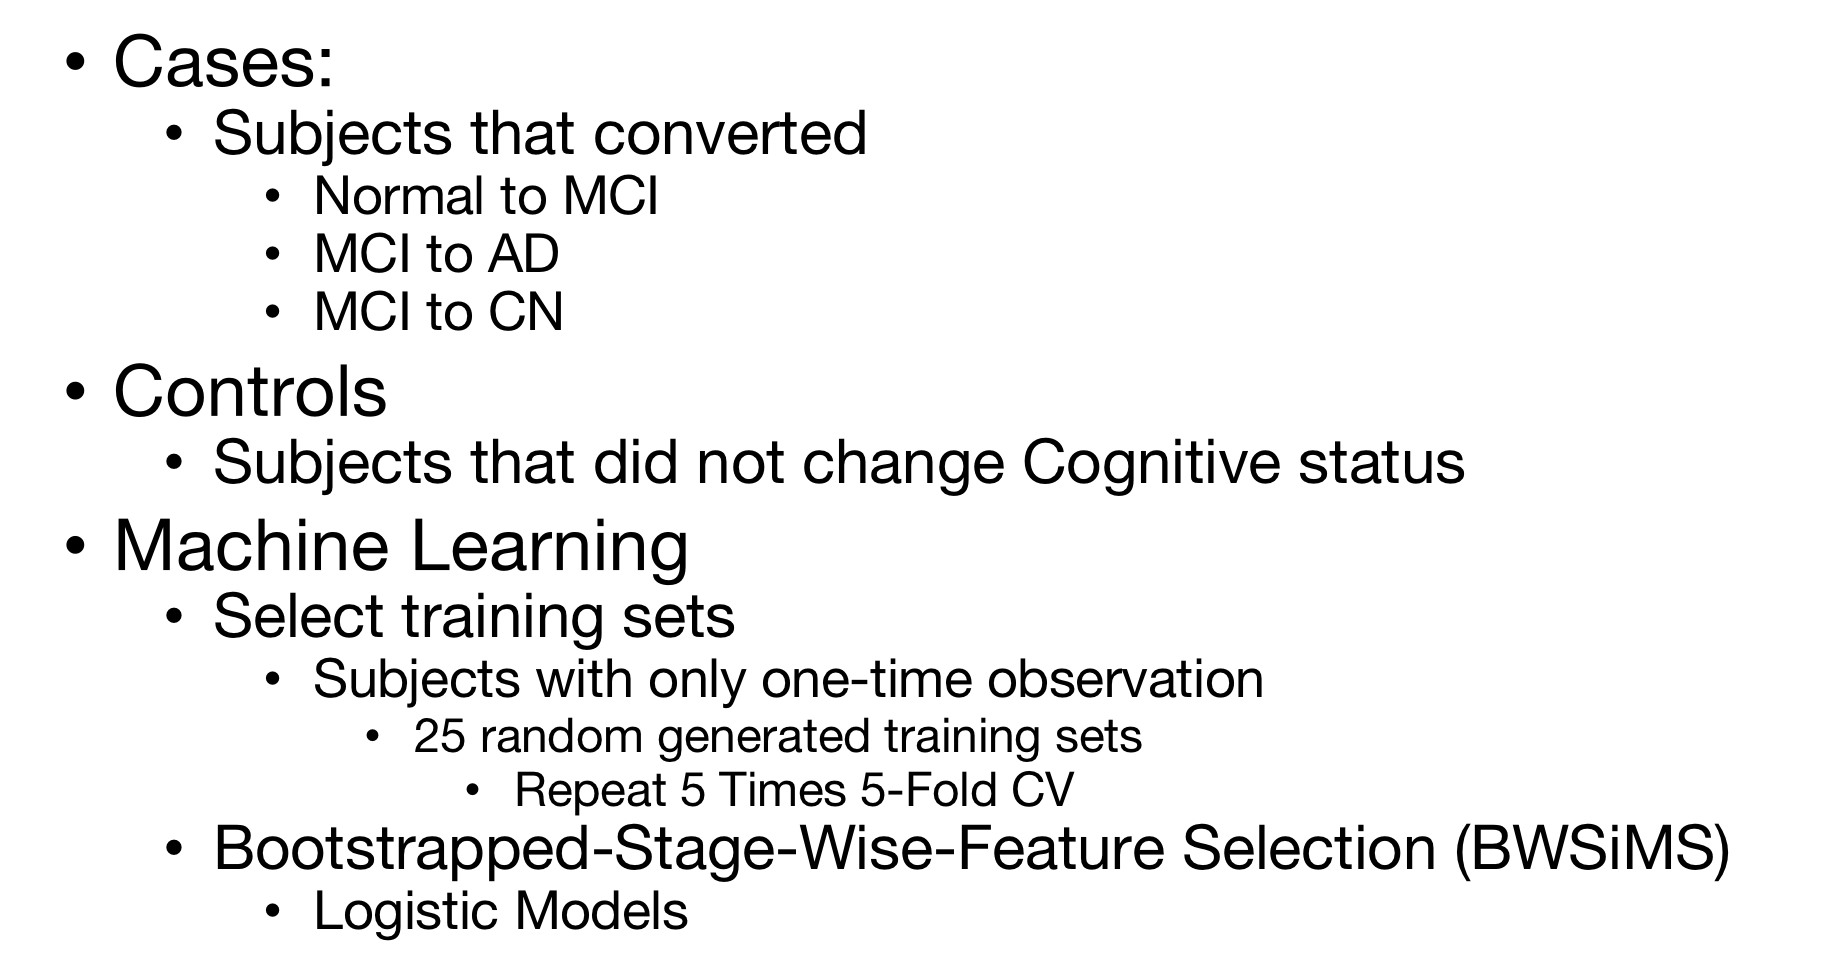 • Cases:
• Subjects that converted
• Normal to MCI
• MCI to AD
• MCI to CN
• Controls
• Subjects that did not change Cognitive status
• Machine Learning
• Select training sets
• Subjects with only one-time observation
• 25 random generated training sets
• Repeat 5 Times 5-Fold CV
• Bootstrapped-Stage-Wise-Feature Selection (BWSiMS)
• Logistic Models